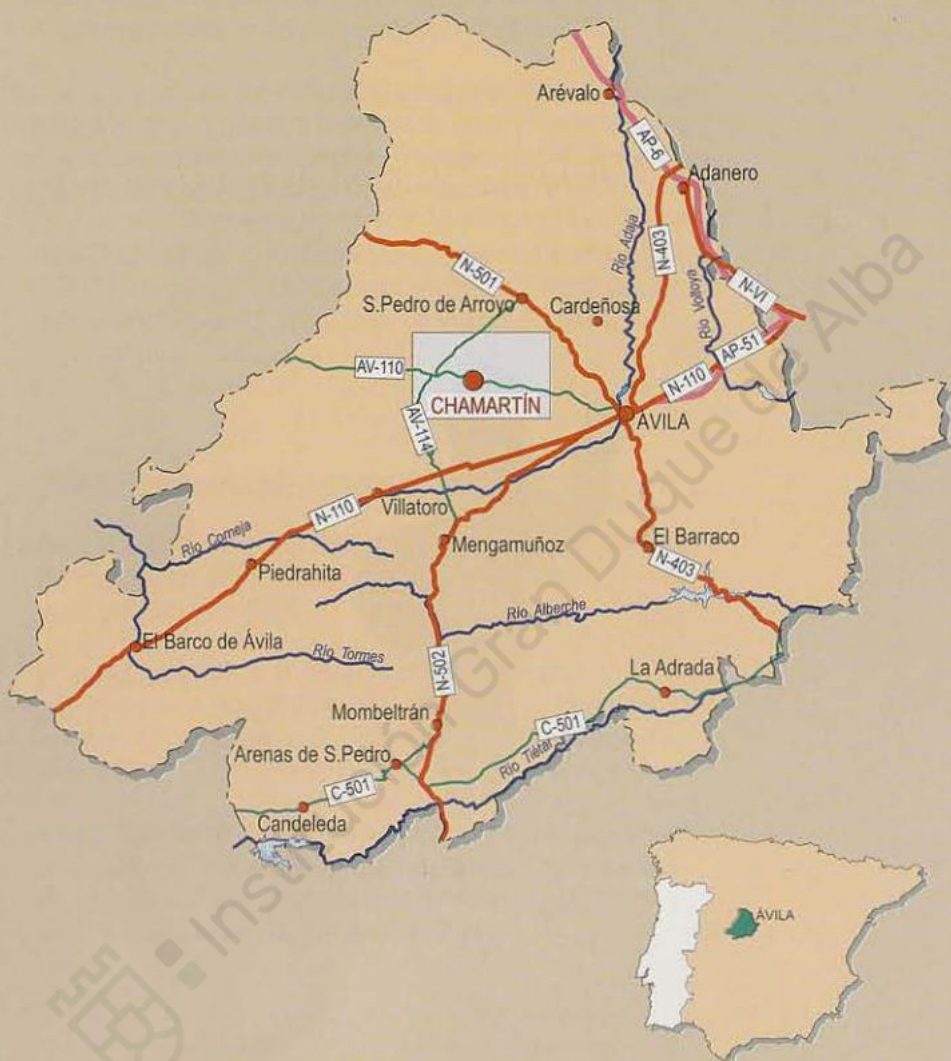 Arévalo
AP-6
Adanero
Río Adaja
N-403
N-501
Río Voltoya
N-VI
S.Pedro de Arroyo
Cardeñosa
AP-51
AV-110
N-110
CHAMARTÍN
ÁVILA
AV-114
Villatoro
N-110
Río Corneja
Mengamuñoz
El Barraco
Piedrahita
N-403
Río Alberche
El Barco de Ávila
Río Tormes
N-502
La Adrada
Mombeltrán
C-501
Arenas de S.Pedro
Río Tiétar
C-501
Candeleda
ÁVILA
Institución Gran Duque de Alba